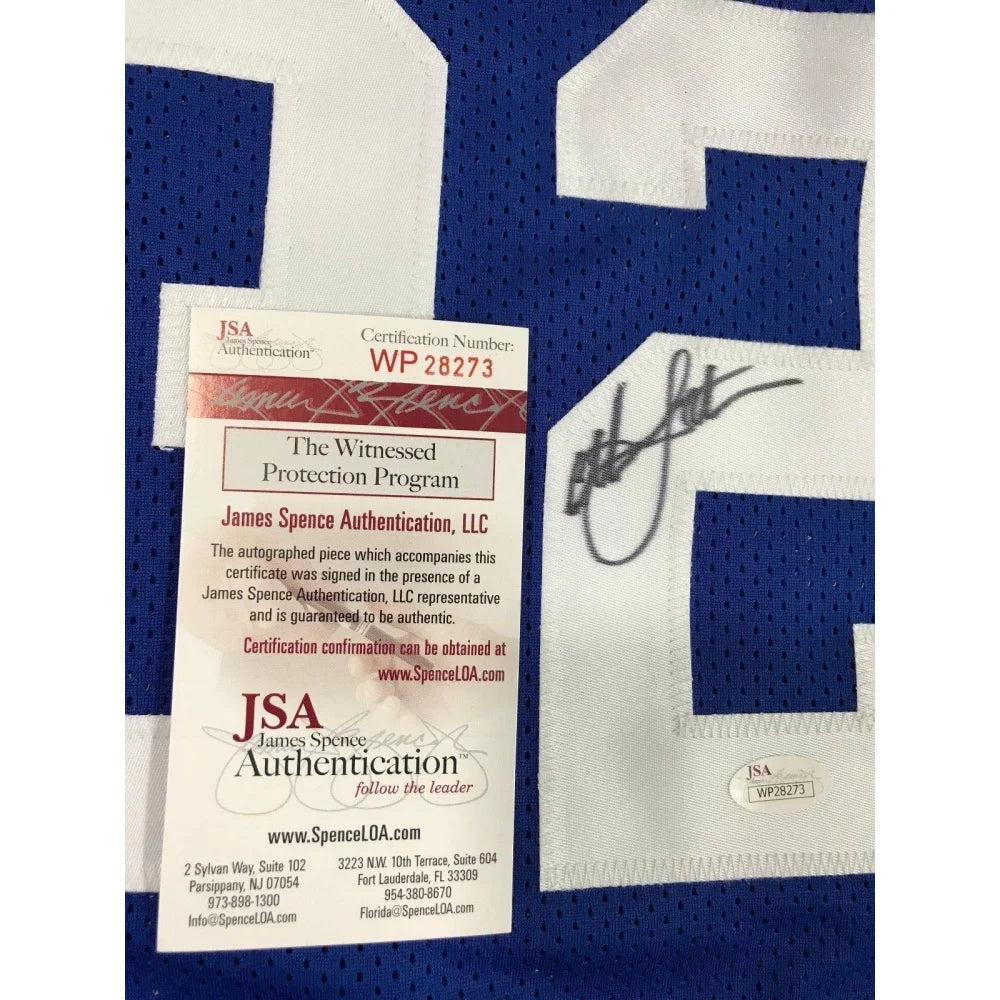 JSA
James Spence
Authentication™
Certification Number:
WP 28273
The Witnessed
Protection Program
James Spence Authentication, LLC
The autographed piece which accompanies this
certificate was signed in the presence of a
James Spence Authentication, LLC representative
and is guaranteed to be authentic.
Certification confirmation can be obtained at
www.SpenceLOA.com
JSA
James Spence
Authentication™
follow the leader
www.SpenceLOA.com
2 Sylvan Way, Suite 102
Parsippany, NJ 07054
973-898-1300
Info@SpenceLOA.com
3223 N.W. 10th Terrace, Suite 604
Fort Lauderdale, FL 33309
954-380-8670
Florida@SpenceLOA.com
JSA
WP28273